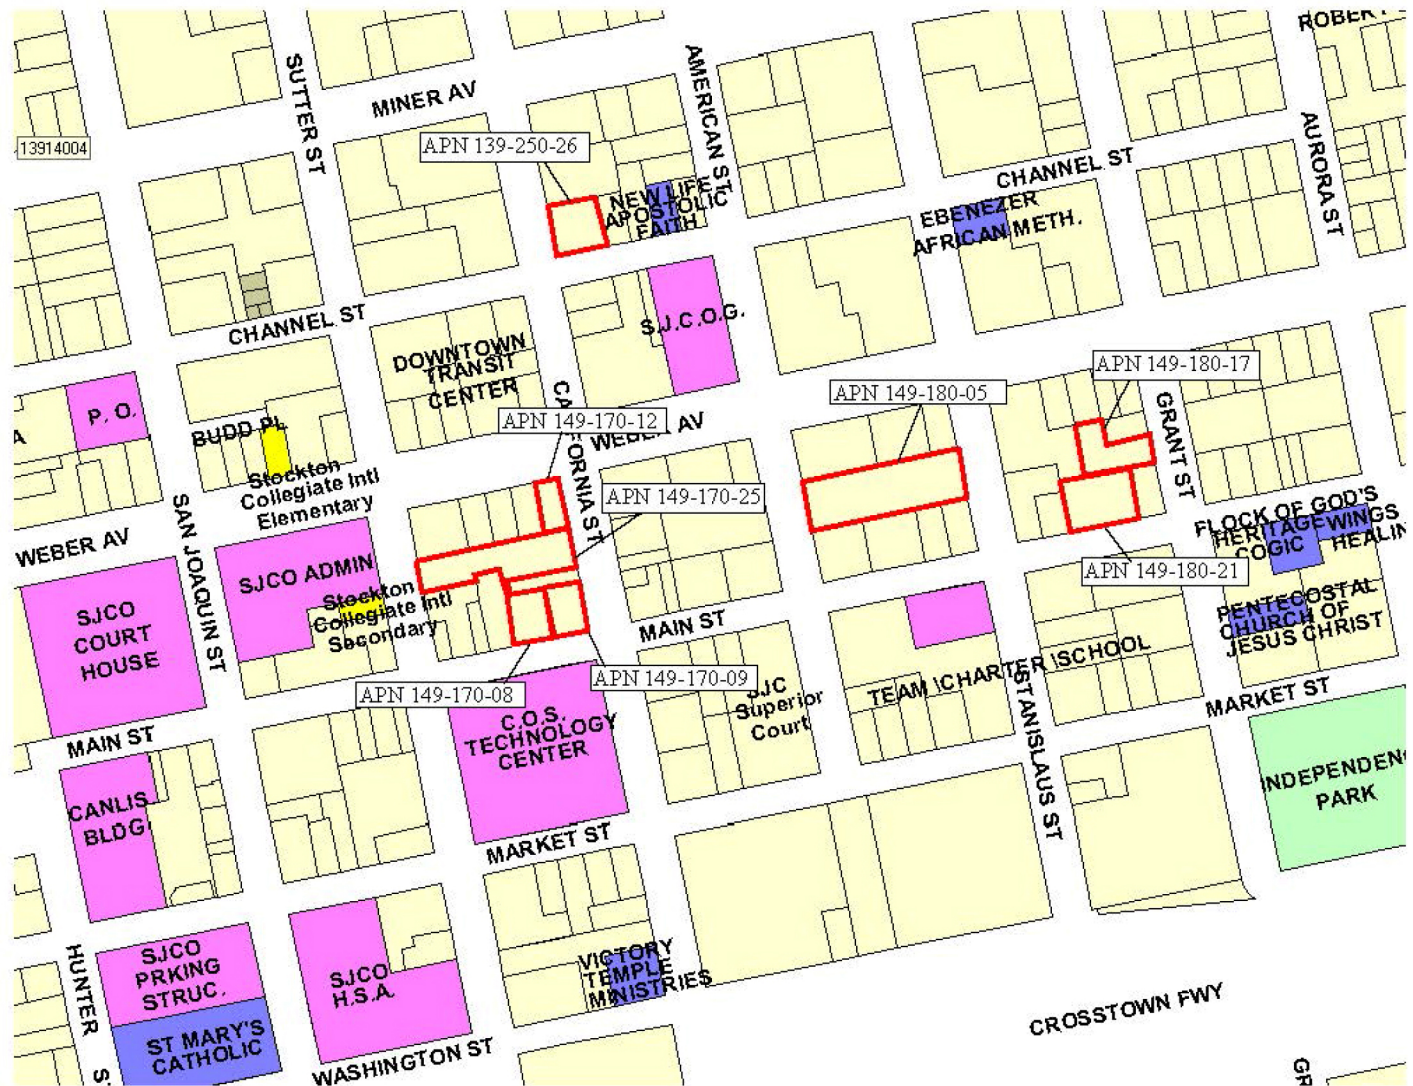 ROBER
SUTTER ST
MINER AV
AMERICAN ST
AURORA ST
13914004
APN 139-250-26
CHANNEL ST
NEW LIFE
APOSTOLIC
FAITH
EBENEZER
AFRICAN METH.
CHANNEL ST
S.J.C.O.G.
DOWNTOWN
TRANSIT
CENTER
APN 149-180-17
APN 149-180-05
P. O.
A
BUDD PL
CALIFORNIA ST
APN 149-170-12
WEBER AV
GRANT ST
Stockton
Collegiate Intl
Elementary
APN 149-170-25
SAN JOAQUIN ST
WEBER AV
FLOCK OF GOD'S
HERITAGE WINGS
COGIC HEALIN
SJCO ADMIN
APN 149-180-21
SJCO
COURT
HOUSE
Stockton
Collegiate Intl
Secondary
MAIN ST
PENTECOSTAL
CHURCH OF
JESUS CHRIST
TEAM CHARTER SCHOOL
APN 149-170-08
APN 149-170-09
SJC
Superior
Court
STANISLAUS ST
MARKET ST
MAIN ST
C.O.S.
TECHNOLOGY
CENTER
INDEPENDENC
PARK
CANLIS
BLDG.
MARKET ST
HUNTER S
SJCO
PRKING
STRUC.
SJCO
H.S.A.
VICTORY
TEMPLE
MINISTRIES
ST MARY'S
CATHOLIC
WASHINGTON ST
CROSSTOWN FWY
GR